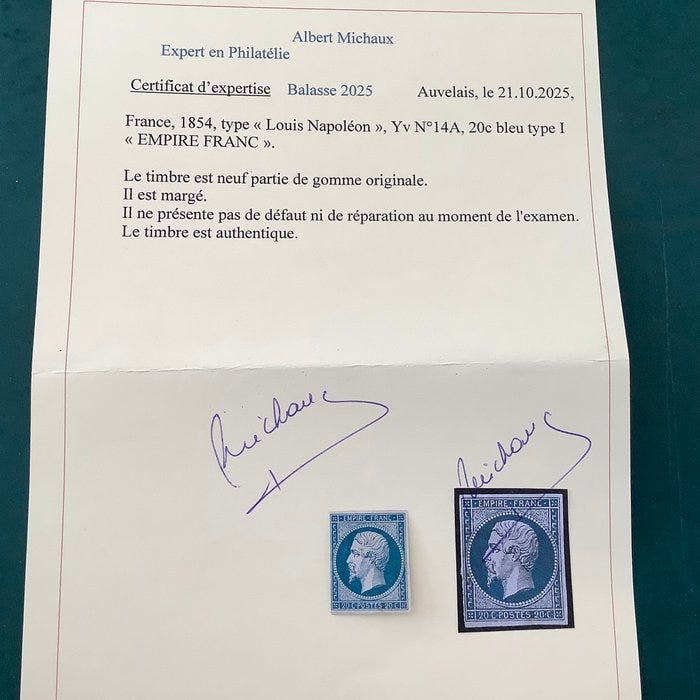 Albert Michaux
Expert en Philatélie
Certificat d'expertise Balasse 2025 Auvelais, le 21.10.2025,
France, 1854, type « Louis Napoléon », Yv N°14A, 20c bleu type I
« EMPIRE FRANC ».
Le timbre est neuf partie de gomme originale.
Il est margé.
Il ne présente pas de défaut ni de réparation au moment de l'examen.
Le timbre est authentique.
Michaux
Michaux
EMPIRE·FRANC·
20·C·POSTES·20·C·
EMPIRE·FRANC·
20·C·POSTES·20·C·